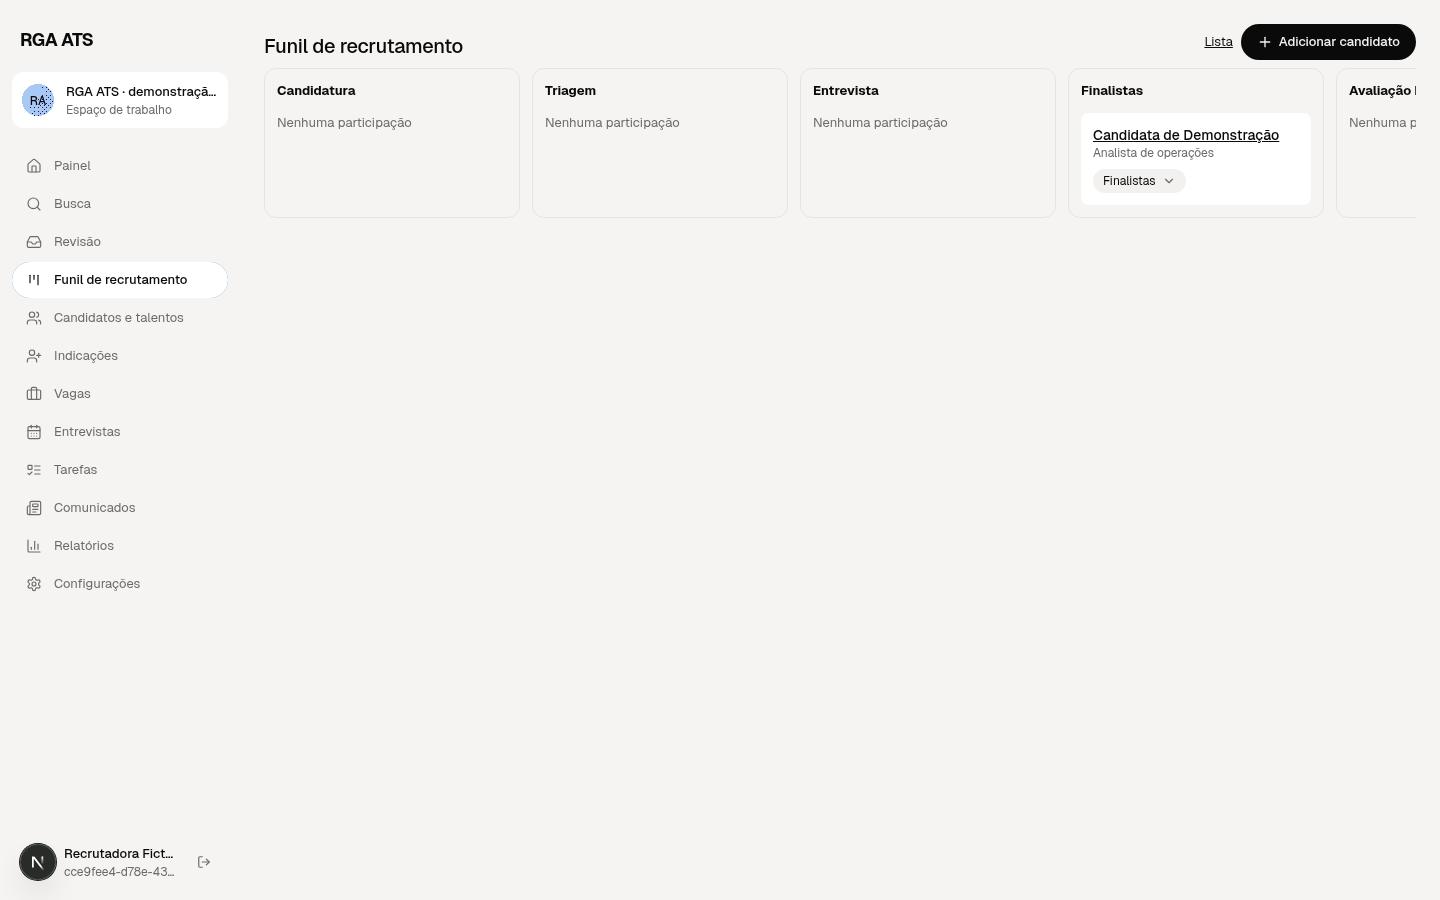 RGA ATS
RA
RGA ATS · demonstraçã...
Espaço de trabalho
Painel
Busca
Revisão
Funil de recrutamento
Candidatos e talentos
Indicações
Vagas
Entrevistas
Tarefas
Comunicados
Relatórios
Configurações
N
Recrutadora Fict...
cce9fee4-d78e-43...
Funil de recrutamento
Lista
Adicionar candidato
Candidatura
Nenhuma participação
Triagem
Nenhuma participação
Entrevista
Nenhuma participação
Finalistas
Candidata de Demonstração
Analista de operações
Finalistas
Avaliação
Nenhuma p